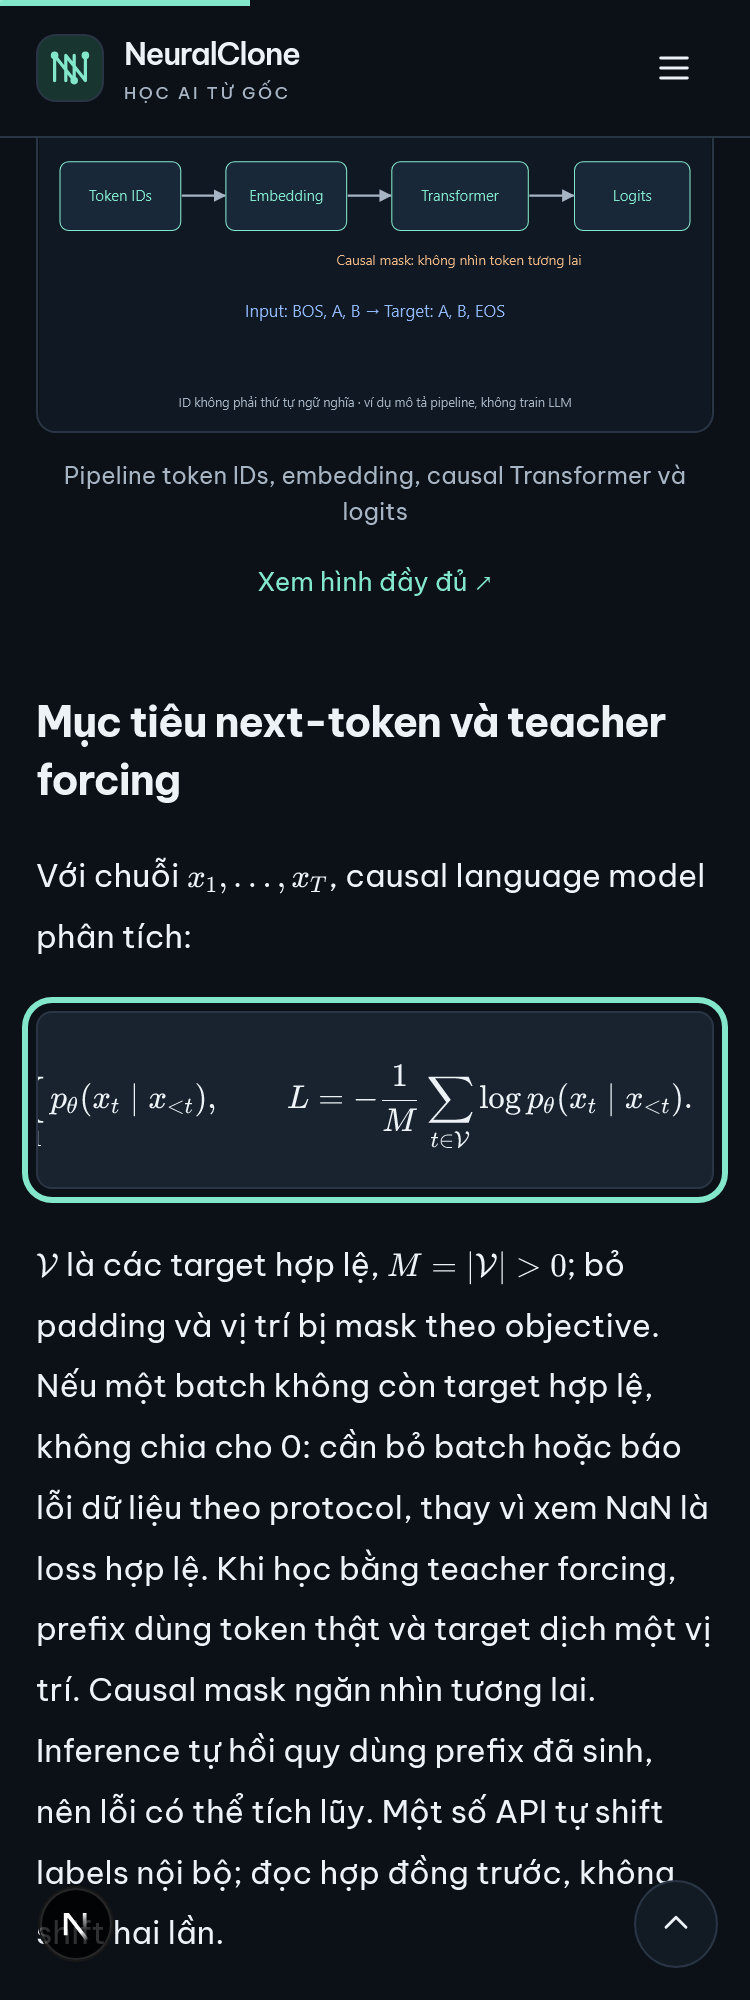 NeuralClone
HỌC AI TỪ GỐC
Token IDs
Embedding
Transformer
Logits
Causal mask: không nhìn token tương lai
Input: BOS, A, B → Target: A, B, EOS
ID không phải thứ tự ngữ nghĩa · ví dụ mô tả pipeline, không train LLM
Pipeline token IDs, embedding, causal Transformer và
logits
Xem hình đầy đủ ↗
Mục tiêu next-token và teacher
forcing
Với chuỗi x₁, . . . , x_T, causal language model
phân tích:
p_θ(x_t | x_{<t}), L = −\frac{1}{M} ∑_{t∈𝒱} log p_θ(x_t | x_{<t}).
𝒱 là các target hợp lệ, M = |𝒱| > 0; bỏ
padding và vị trí bị mask theo objective.
Nếu một batch không còn target hợp lệ,
không chia cho 0: cần bỏ batch hoặc báo
lỗi dữ liệu theo protocol, thay vì xem NaN là
loss hợp lệ. Khi học bằng teacher forcing,
prefix dùng token thật và target dịch một vị
trí. Causal mask ngăn nhìn tương lai.
Inference tự hồi quy dùng prefix đã sinh,
nên lỗi có thể tích lũy. Một số API tự shift
labels nội bộ; đọc hợp đồng trước, không
shift hai lần.